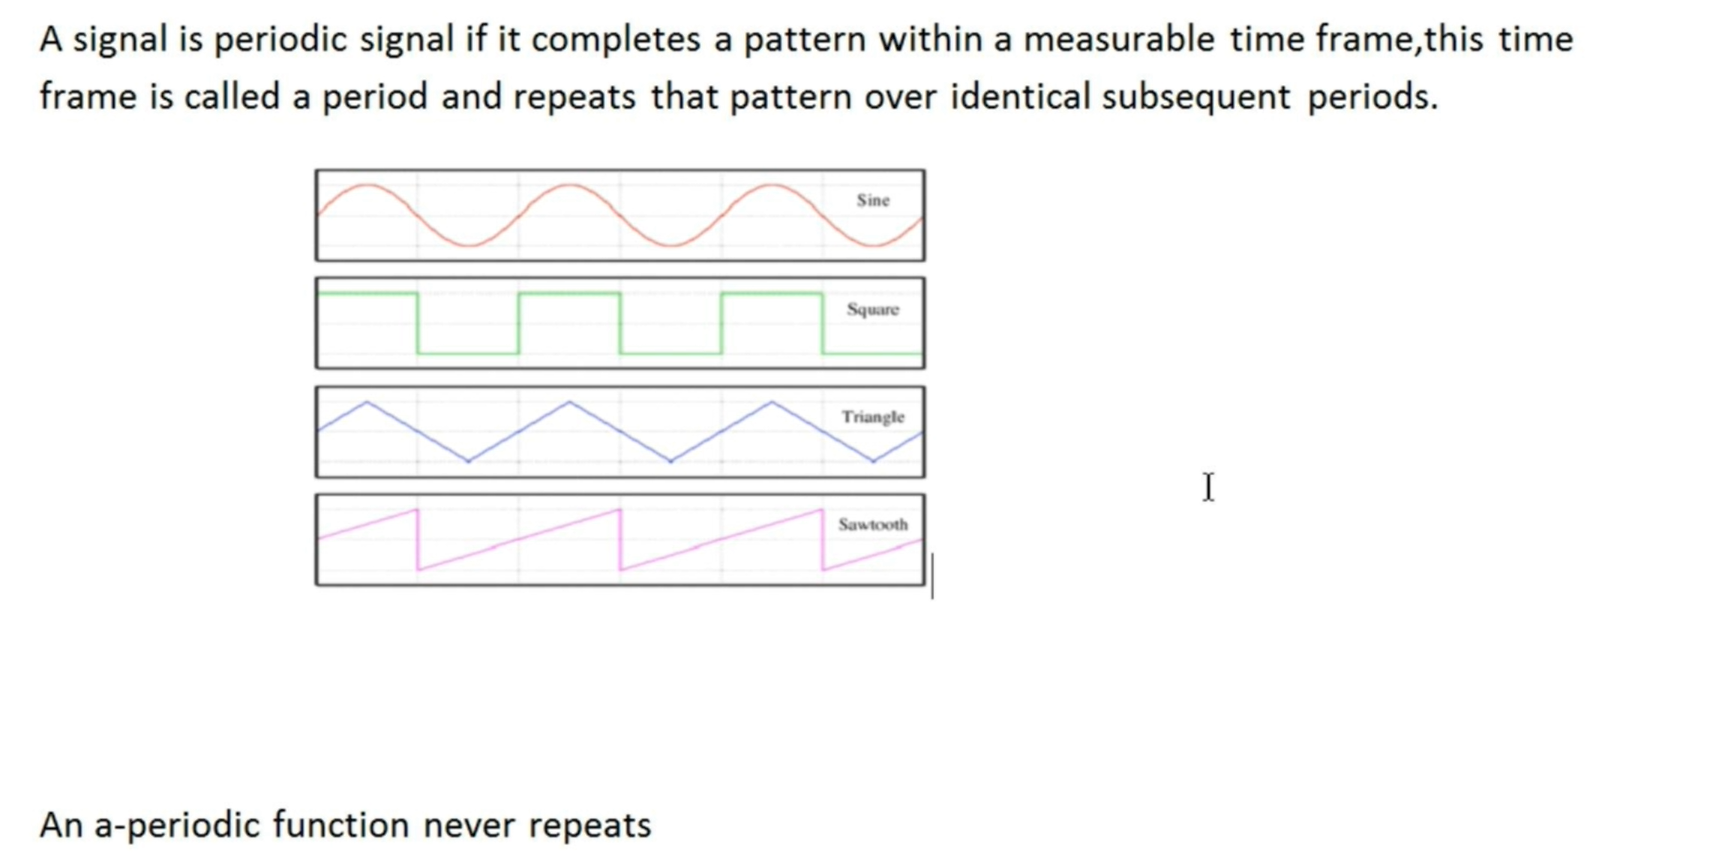 A signal is periodic signal if it completes a pattern within a measurable time frame,this time
frame is called a period and repeats that pattern over identical subsequent periods.
Sine
Square
Triangle
Sawtooth
An a-periodic function never repeats